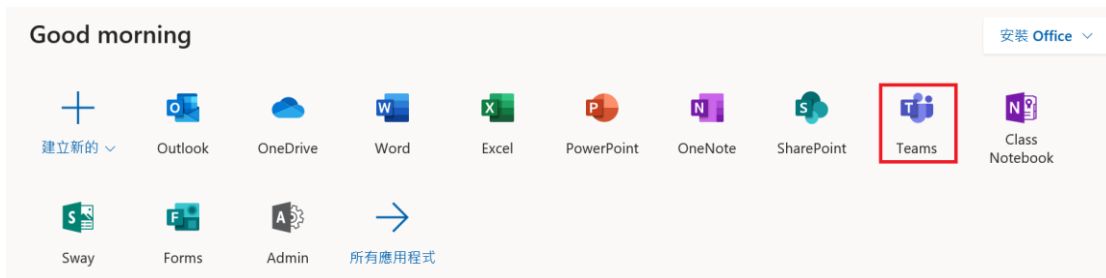 Good morning
安裝 Office
建立新的
Outlook
OneDrive
Word
Excel
PowerPoint
OneNote
SharePoint
Teams
Class
Notebook
Sway
Forms
Admin
所有應用程式